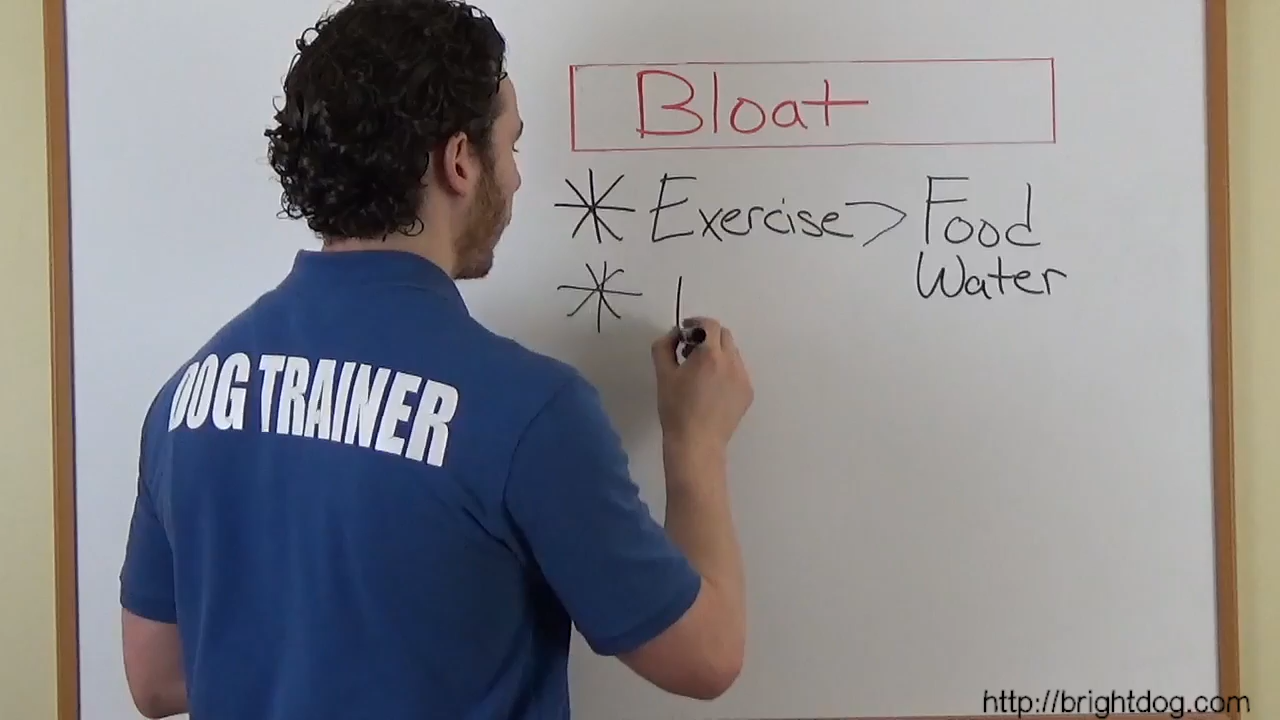 Bloat
* Exercise > Food
Water
*
DOG TRAINER
http://brightdog.com